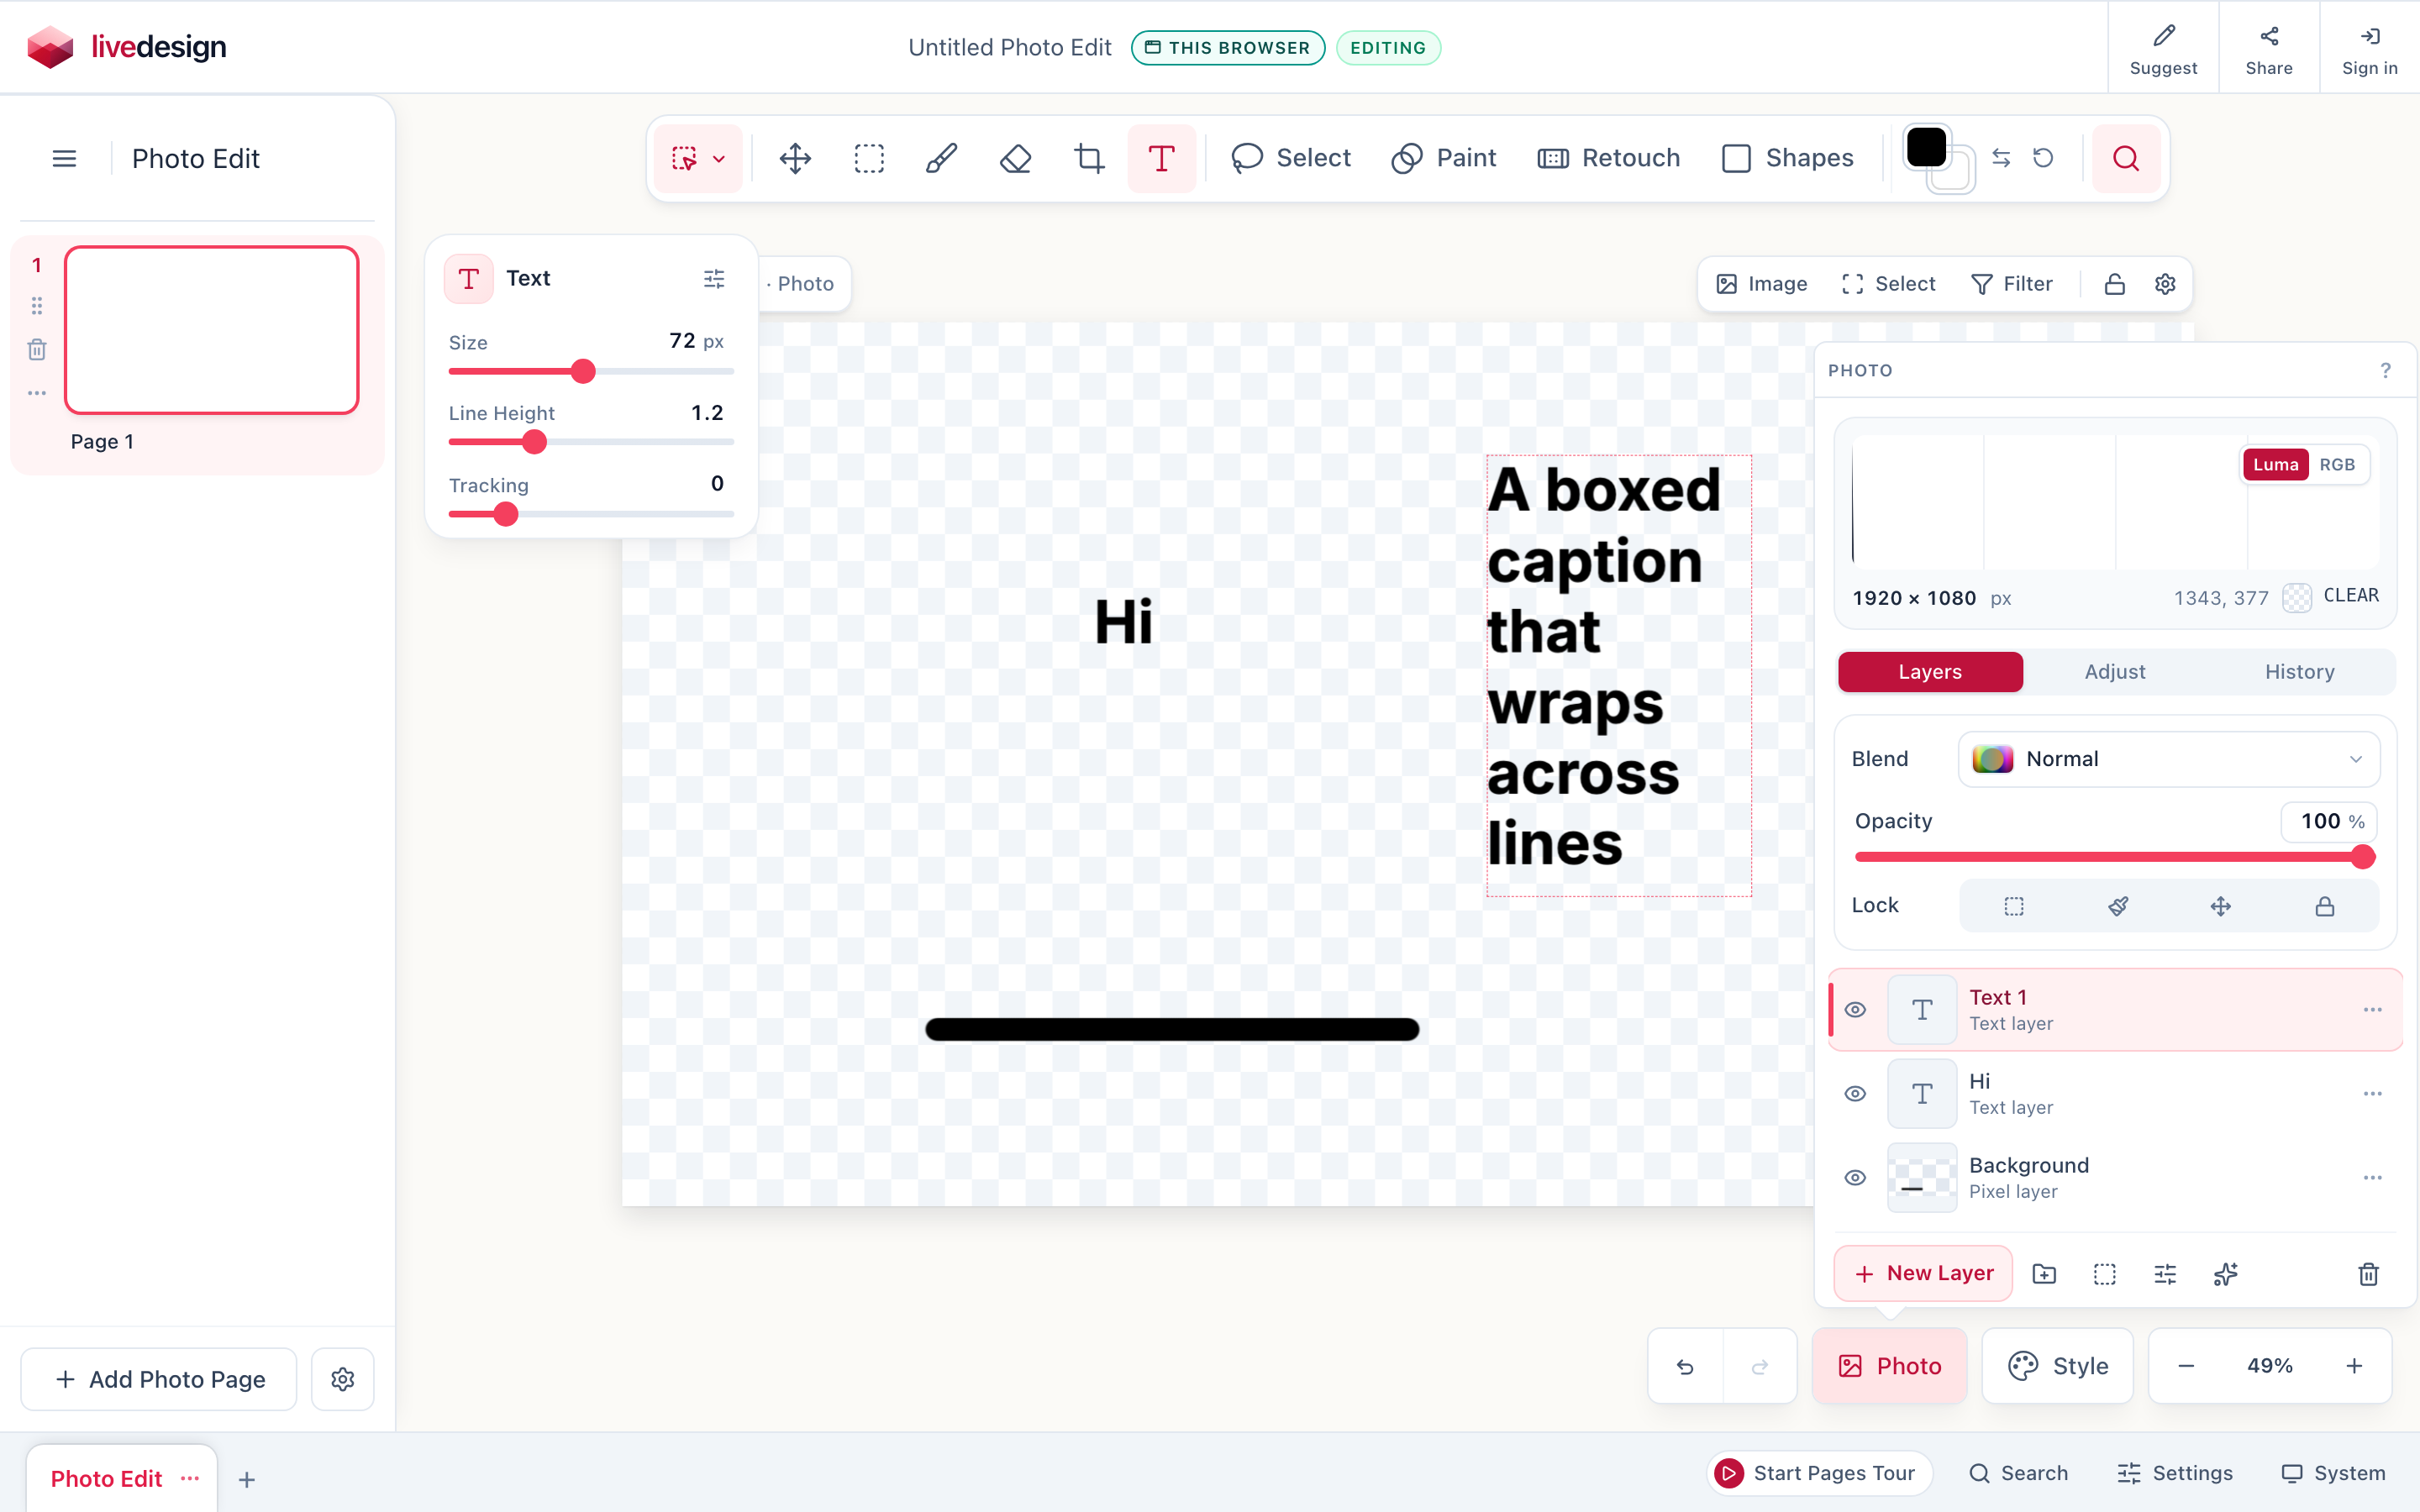 livedesign
Untitled Photo Edit
THIS BROWSER
EDITING
Suggest
Share
Sign in
Photo Edit
Select
Paint
Retouch
Shapes
1
Page 1
Text
Size
72 px
Line Height
1.2
Tracking
0
· Photo
Image
Select
Filter
A boxed
caption
that
wraps
across
lines
Hi
PHOTO
?
Luma
RGB
1920 × 1080 px
1343, 377
CLEAR
Layers
Adjust
History
Blend
Normal
Opacity
100 %
Lock
Text 1
Text layer
Hi
Text layer
Background
Pixel layer
New Layer
Add Photo Page
Photo
Style
49%
Photo Edit
Start Pages Tour
Search
Settings
System